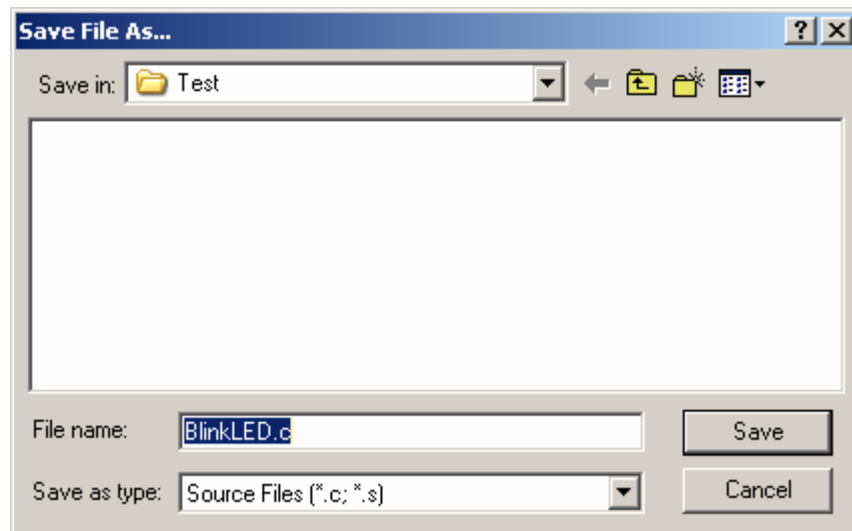 Save File As...
Save in: Test
File name: BlinkLED.c Save
Save as type: Source Files (*.c; *.s) Cancel